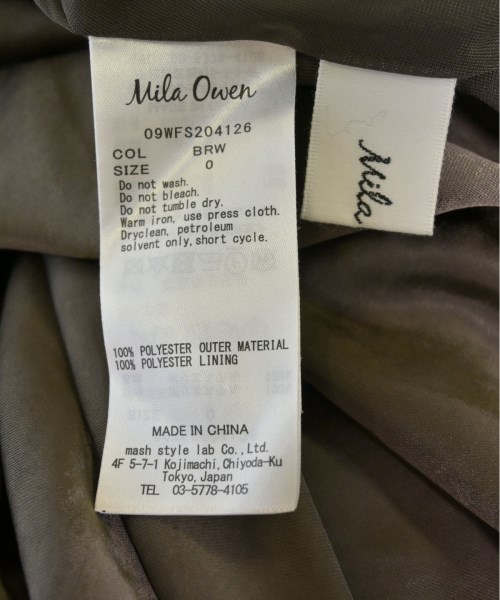 Mila Owen
09WFS204126
COL BRW
SIZE 0
Do not wash.
Do not bleach.
Do not tumble dry.
Warm iron, use press cloth.
Dryclean, petroleum
solvent only, short cycle.
100% POLYESTER OUTER MATERIAL
100% POLYESTER LINING
MADE IN CHINA
mash style lab Co., Ltd.
4F 5-7-1 Kojimachi, Chiyoda-Ku
Tokyo, Japan
TEL 03-5778-4105
Mila